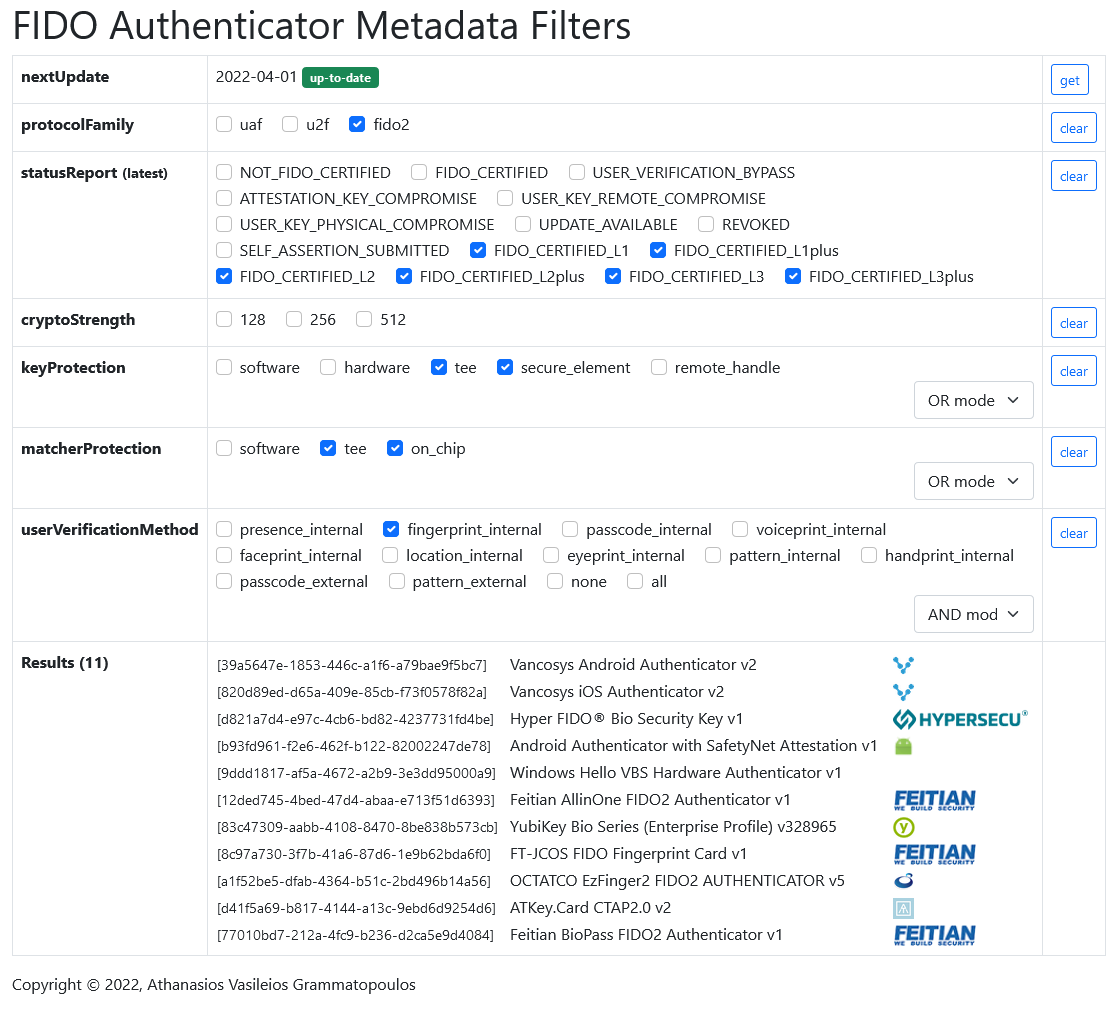 FIDO Authenticator Metadata Filters
nextUpdate 2022-04-01 up-to-date get
protocolFamily uaf u2f fido2 clear
statusReport (latest) NOT_FIDO_CERTIFIED FIDO_CERTIFIED USER_VERIFICATION_BYPASS clear
ATTESTATION_KEY_COMPROMISE USER_KEY_REMOTE_COMPROMISE
USER_KEY_PHYSICAL_COMPROMISE UPDATE_AVAILABLE REVOKED
SELF_ASSERTION_SUBMITTED FIDO_CERTIFIED_L1 FIDO_CERTIFIED_L1plus
FIDO_CERTIFIED_L2 FIDO_CERTIFIED_L2plus FIDO_CERTIFIED_L3 FIDO_CERTIFIED_L3plus
cryptoStrength 128 256 512 clear
keyProtection software hardware tee secure_element remote_handle clear
OR mode
matcherProtection software tee on_chip clear
OR mode
userVerificationMethod presence_internal fingerprint_internal passcode_internal voiceprint_internal clear
faceprint_internal location_internal eyeprint_internal pattern_internal handprint_internal
passcode_external pattern_external none all
AND mod
Results (11) [39a5647e-1853-446c-a1f6-a79bae9f5bc7] Vancosys Android Authenticator v2
[820d89ed-d65a-409e-85cb-f73f0578f82a] Vancosys iOS Authenticator v2
[d821a7d4-e97c-4cb6-bd82-4237731fd4be] Hyper FIDO® Bio Security Key v1 HYPERSECU®
[b93fd961-f2e6-462f-b122-82002247de78] Android Authenticator with SafetyNet Attestation v1
[9ddd1817-af5a-4672-a2b9-3e3dd95000a9] Windows Hello VBS Hardware Authenticator v1
[12ded745-4bed-47d4-abaa-e713f51d6393] Feitian AllinOne FIDO2 Authenticator v1 FEITIAN WE BUILD SECURITY
[83c47309-aabb-4108-8470-8be838b573cb] YubiKey Bio Series (Enterprise Profile) v328965 y
[8c97a730-3f7b-41a6-87d6-1e9b62bda6f0] FT-JCOS FIDO Fingerprint Card v1 FEITIAN WE BUILD SECURITY
[a1f52be5-dfab-4364-b51c-2bd496b14a56] OCTATCO EzFinger2 FIDO2 AUTHENTICATOR v5
[d41f5a69-b817-4144-a13c-9ebd6d9254d6] ATKey.Card CTAP2.0 v2
[77010bd7-212a-4fc9-b236-d2ca5e9d4084] Feitian BioPass FIDO2 Authenticator v1 FEITIAN WE BUILD SECURITY
Copyright © 2022, Athanasios Vasileios Grammatopoulos